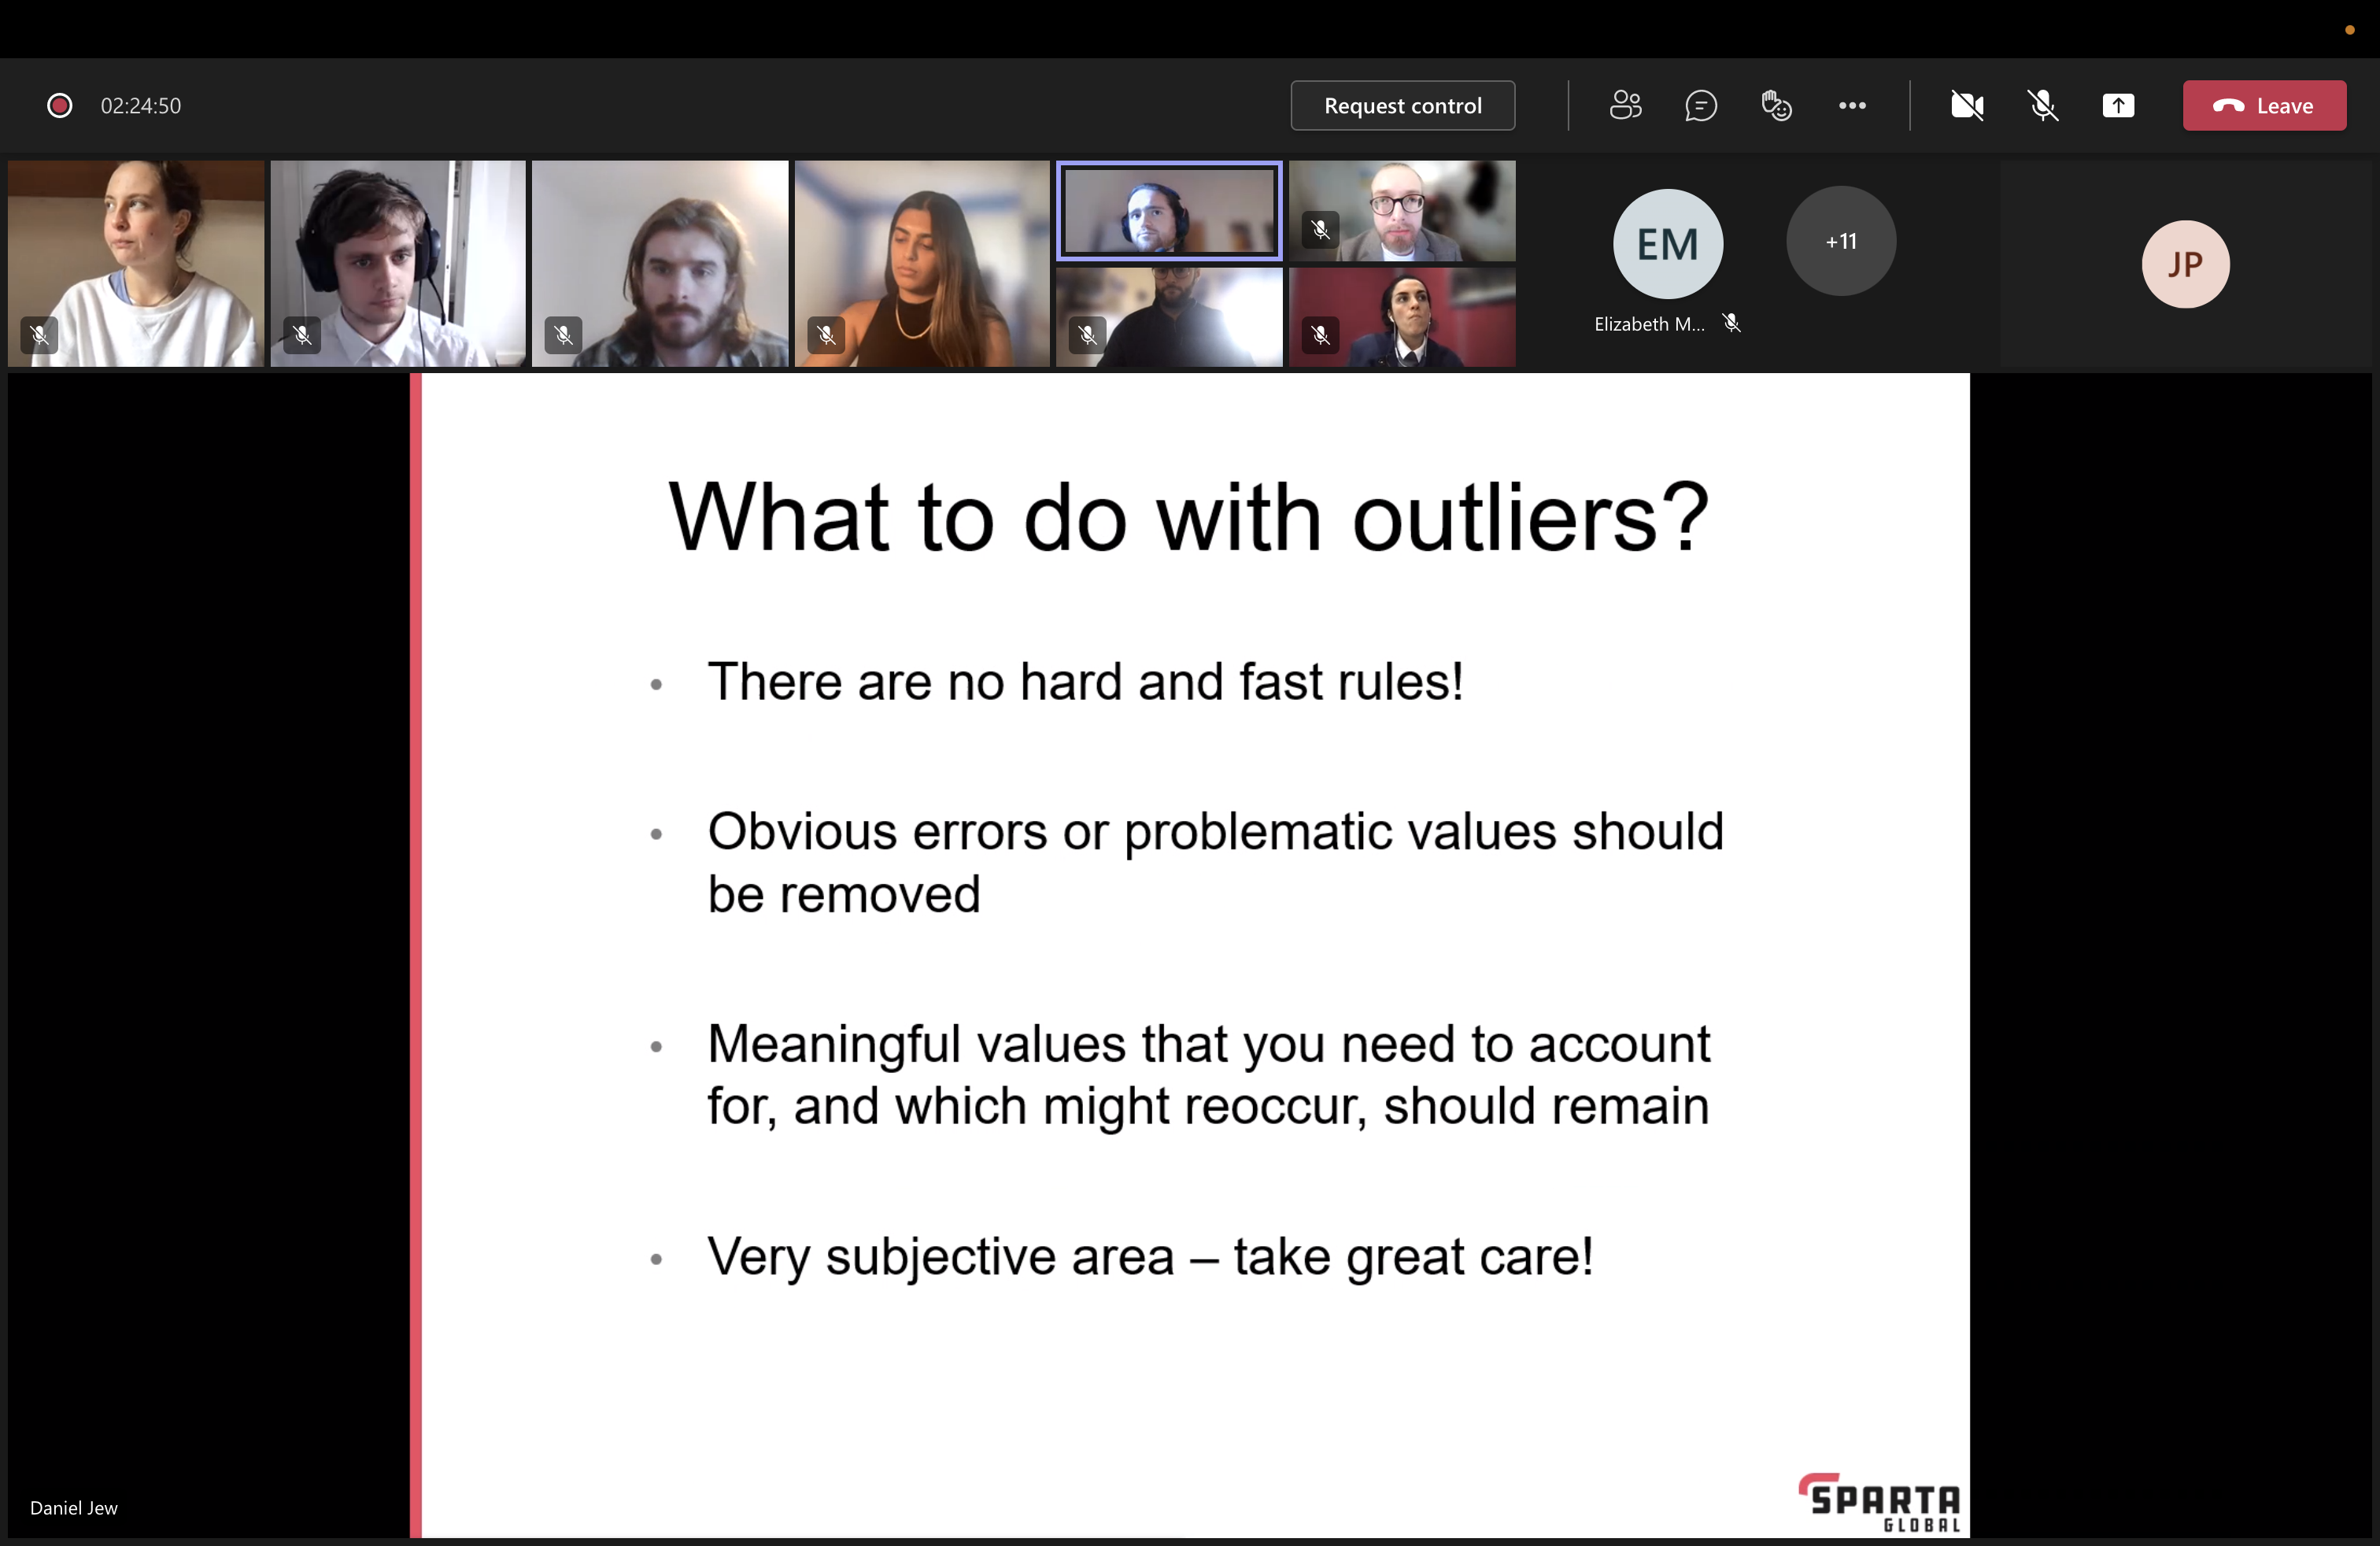 02:24:50
Request control
Leave
EM
+11
JP
Elizabeth M...
What to do with outliers?
There are no hard and fast rules!
Obvious errors or problematic values should
be removed
Meaningful values that you need to account
for, and which might reoccur, should remain
Very subjective area – take great care!
Daniel Jew
SPARTA
GLOBAL